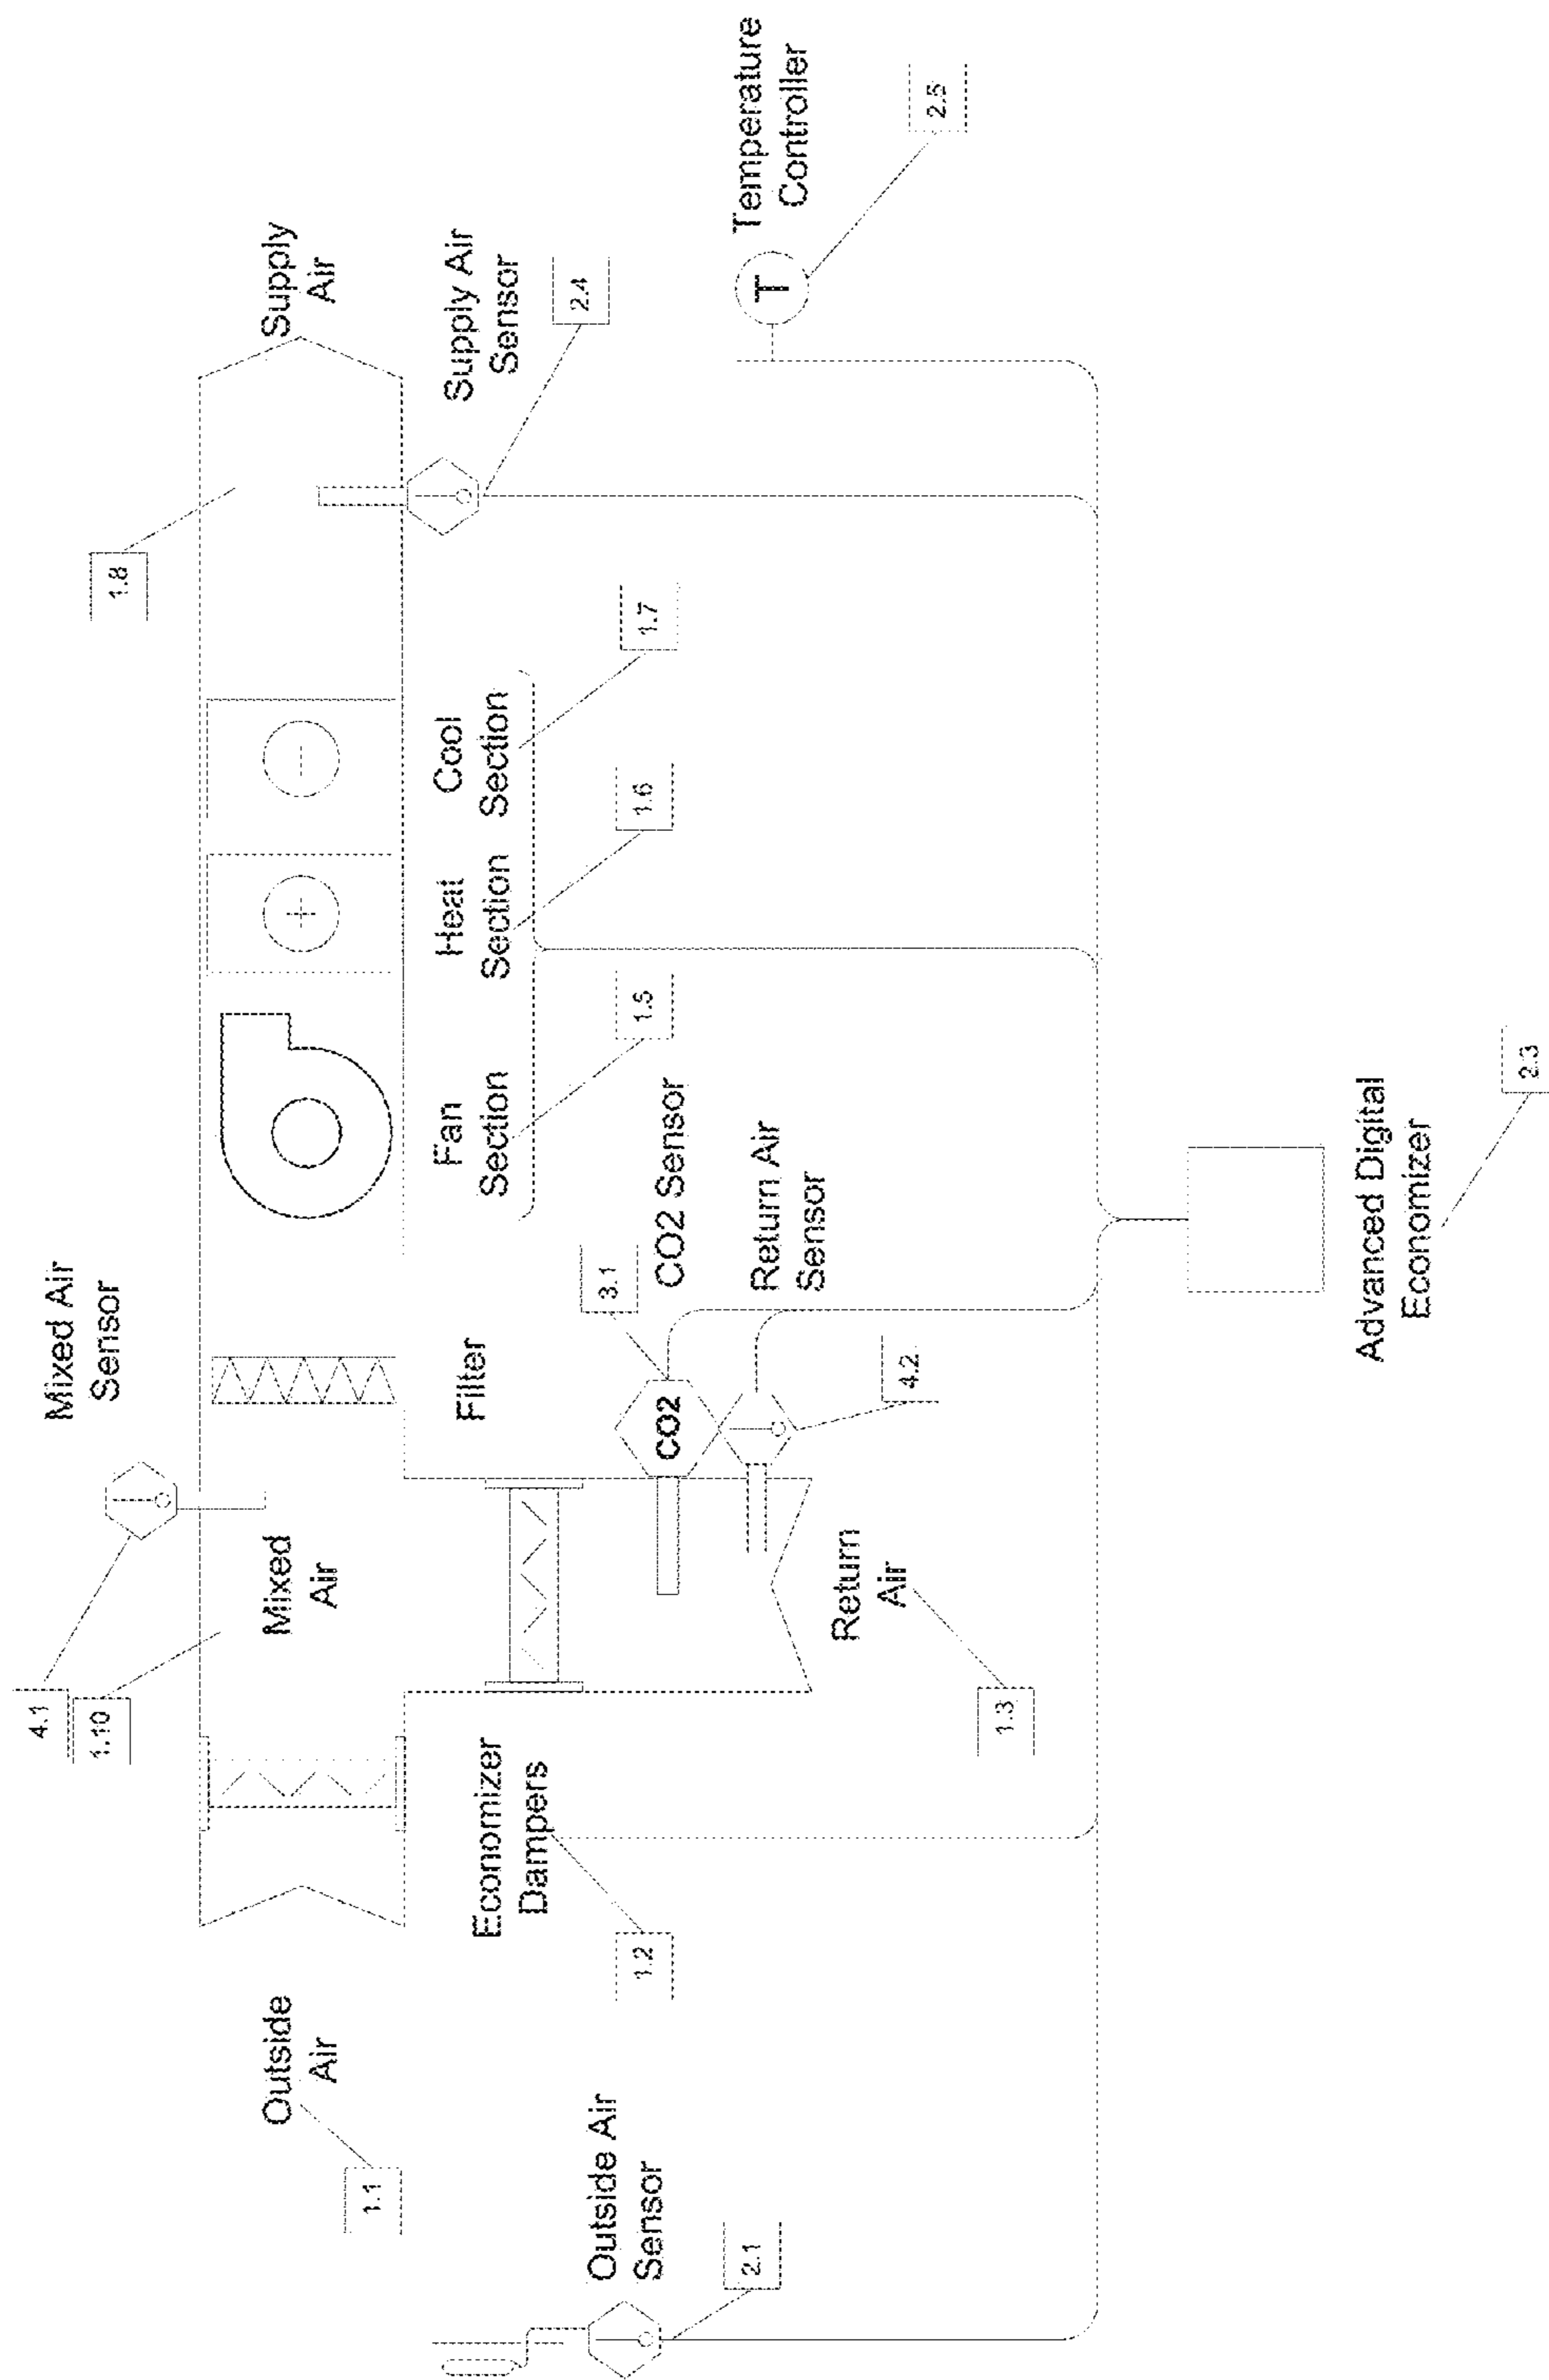 Mixed Air
Sensor
4.1
1.10
1.8
Outside
Air
1.1
Mixed
Air
Supply
Air
Economizer
Dampers
1.2
Filter
Fan
Section
1.5
Heat
Section
1.6
Cool
Section
1.7
Supply Air
Sensor
2.4
Outside Air
Sensor
2.1
CO2
3.1
CO2 Sensor
Return Air
Sensor
4.2
Return
Air
1.3
T
Temperature
Controller
2.5
Advanced Digital
Economizer
2.3